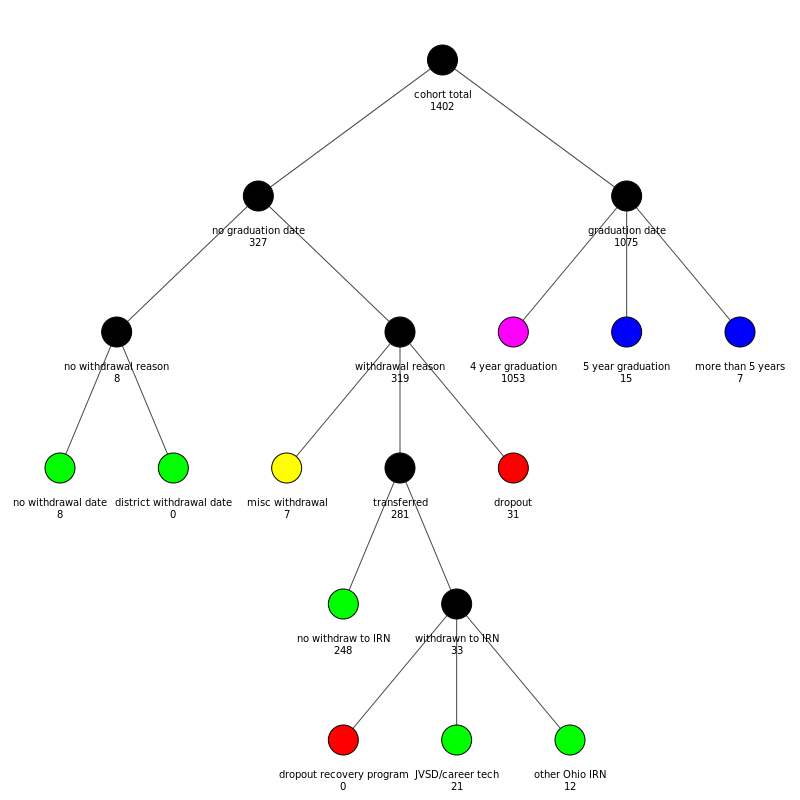 cohort total
1402
no graduation date
327
graduation date
1075
no withdrawal reason
8
withdrawal reason
319
4 year graduation
1053
5 year graduation
15
more than 5 years
7
no withdrawal date
8
district withdrawal date
0
misc withdrawal
7
transferred
281
dropout
31
no withdraw to IRN
248
withdrawn to IRN
33
dropout recovery program
0
JVSD/career tech
21
other Ohio IRN
12